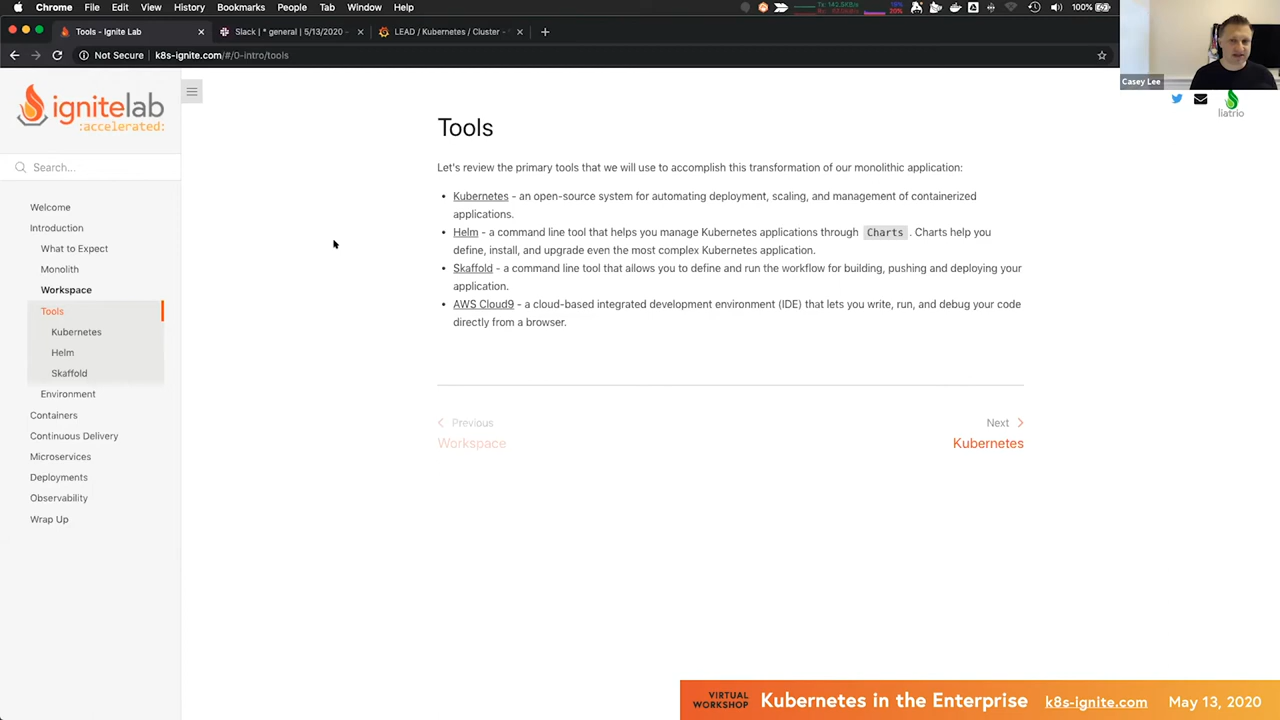 Chrome File Edit View History Bookmarks People Tab Window Help
100%
Tools - Ignite Lab
Slack | * general | 5/13/2020 -
LEAD / Kubernetes / Cluster -
Not Secure | k8s-ignite.com/#/0-intro/tools
Casey Lee
ignitelab
:accelerated:
liatrio
Search...
Welcome
Introduction
What to Expect
Monolith
Workspace
Tools
Kubernetes
Helm
Skaffold
Environment
Containers
Continuous Delivery
Microservices
Deployments
Observability
Wrap Up
Tools
Let's review the primary tools that we will use to accomplish this transformation of our monolithic application:
• Kubernetes - an open-source system for automating deployment, scaling, and management of containerized
applications.
• Helm - a command line tool that helps you manage Kubernetes applications through Charts . Charts help you
define, install, and upgrade even the most complex Kubernetes application.
• Skaffold - a command line tool that allows you to define and run the workflow for building, pushing and deploying your
application.
• AWS Cloud9 - a cloud-based integrated development environment (IDE) that lets you write, run, and debug your code
directly from a browser.
Previous
Workspace
Next
Kubernetes
VIRTUAL
WORKSHOP
Kubernetes in the Enterprise k8s-ignite.com May 13, 2020